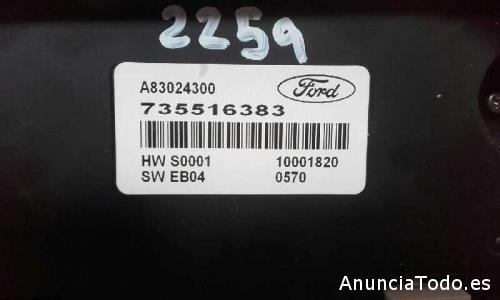 2259
A83024300
Ford
735516383
HW S0001 10001820
SW EB04 0570
AnunciaTodo.es